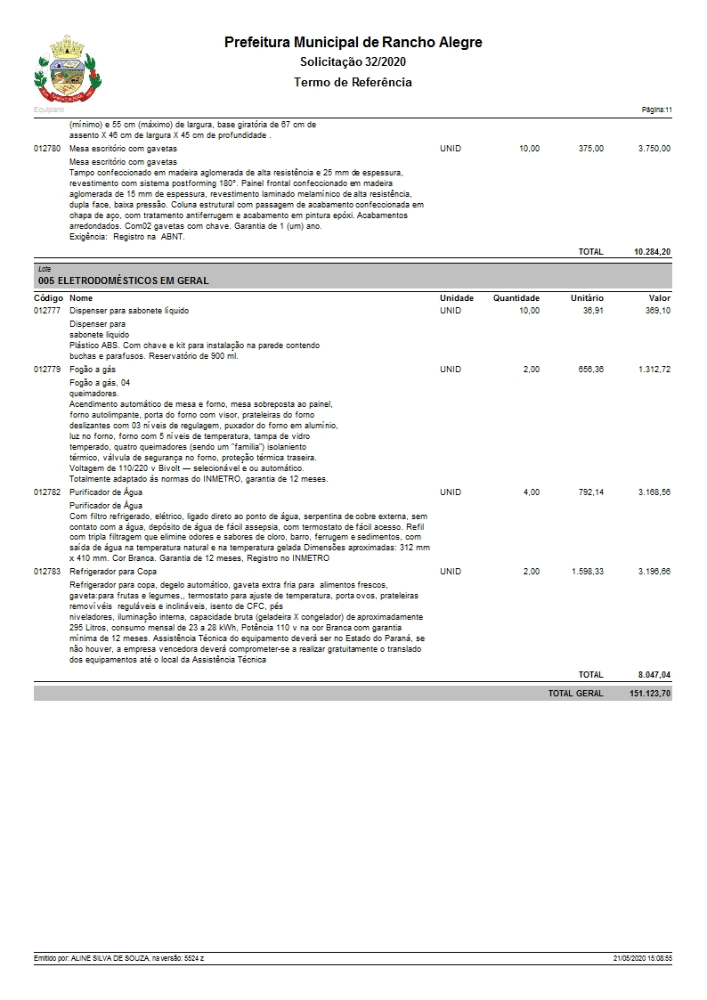 Prefeitura Municipal de Rancho Alegre
Solicitação 32/2020
Termo de Referência
Equiplano Página:11
(mínimo) e 55 cm (máximo) de largura, base giratória de 67 cm de
assento X 46 cm de largura X 45 cm de profundidade .
012780 Mesa escritório com gavetas UNID 10,00 375,00 3.750,00
Mesa escritório com gavetas
Tampo confeccionado em madeira aglomerada de alta resistência e 25 mm de espessura,
revestimento com sistema postforming 180°. Painel frontal confeccionado em madeira
aglomerada de 15 mm de espessura, revestimento laminado melamínico de alta resistência,
dupla face, baixa pressão. Coluna estrutural com passagem de acabamento confeccionada em
chapa de aço, com tratamento antiferrugem e acabamento em pintura epóxi. Acabamentos
arredondados. Com02 gavetas com chave. Garantia de 1 (um) ano.
Exigência: Registro na ABNT.
TOTAL 10.284,20
Lote
005 ELETRODOMÉSTICOS EM GERAL
Código Nome Unidade Quantidade Unitário Valor
012777 Dispenser para sabonete líquido UNID 10,00 36,91 369,10
Dispenser para
sabonete liquido
Plástico ABS. Com chave e kit para instalação na parede contendo
buchas e parafusos. Reservatório de 900 ml.
012779 Fogão a gás UNID 2,00 656,36 1.312,72
Fogão a gás, 04
queimadores.
Acendimento automático de mesa e forno, mesa sobreposta ao painel,
forno autolimpante, porta do forno com visor, prateleiras do forno
deslizantes com 03 níveis de regulagem, puxador do forno em alumínio,
luz no forno, forno com 5 níveis de temperatura, tampa de vidro
temperado, quatro queimadores (sendo um "familia") isolaniento
térmico, válvula de segurança no forno, proteção térmica traseira.
Voltagem de 110/220 v Bivolt — selecionável e ou automático.
Totalmente adaptado ás normas do INMETRO, garantia de 12 meses.
012782 Purificador de Água UNID 4,00 792,14 3.168,56
Purificador de Água
Com filtro refrigerado, elétrico, ligado direto ao ponto de água, serpentina de cobre externa, sem
contato com a água, depósito de água de fácil assepsia, com termostato de fácil acesso. Refil
com tripla filtragem que elimine odores e sabores de cloro, barro, ferrugem e sedimentos, com
saída de água na temperatura natural e na temperatura gelada Dimensões aproximadas: 312 mm
x 410 mm. Cor Branca. Garantia de 12 meses, Registro no INMETRO
012783 Refrigerador para Copa UNID 2,00 1.598,33 3.196,66
Refrigerador para copa, degelo automático, gaveta extra fria para alimentos frescos,
gaveta:para frutas e legumes,, termostato para ajuste de temperatura, porta ovos, prateleiras
removívéis reguláveis e inclináveis, isento de CFC, pés
niveladores, iluminação interna, capacidade bruta (geladeira X congelador) de aproximadamente
295 Litros, consumo mensal de 23 a 28 kWh, Potência 110 v na cor Branca com garantia
mínima de 12 meses. Assistência Técnica do equipamento deverá ser no Estado do Paraná, se
não houver, a empresa vencedora deverá comprometer-se a realizar gratuitamente o translado
dos equipamentos até o local da Assistência Técnica
TOTAL 8.047,04
TOTAL GERAL 151.123,70
Emitido por: ALINE SILVA DE SOUZA, na versão: 5524 z 21/05/2020 15:08:55